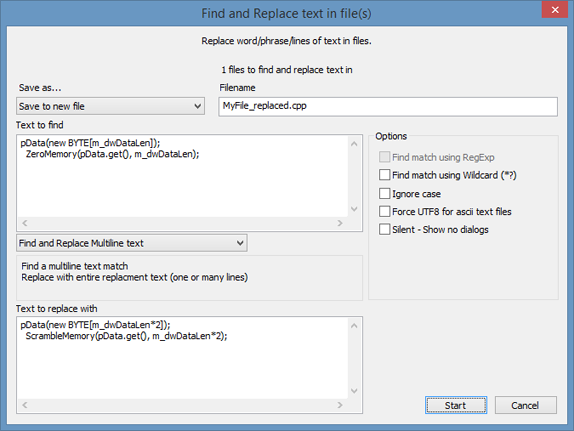 Find and Replace text in file(s)
Replace word/phrase/lines of text in files.
1 files to find and replace text in
Save as...
Filename
Save to new file
MyFile_replaced.cpp
Text to find
pData(new BYTE[m_dwDataLen]);
ZeroMemory(pData.get(), m_dwDataLen);
Options
Find match using RegExp
Find match using Wildcard (*?)
Ignore case
Force UTF8 for ascii text files
Silent - Show no dialogs
Find and Replace Multiline text
Find a multiline text match
Replace with entire replacment text (one or many lines)
Text to replace with
pData(new BYTE[m_dwDataLen*2]);
ScrambleMemory(pData.get(), m_dwDataLen*2);
Start
Cancel